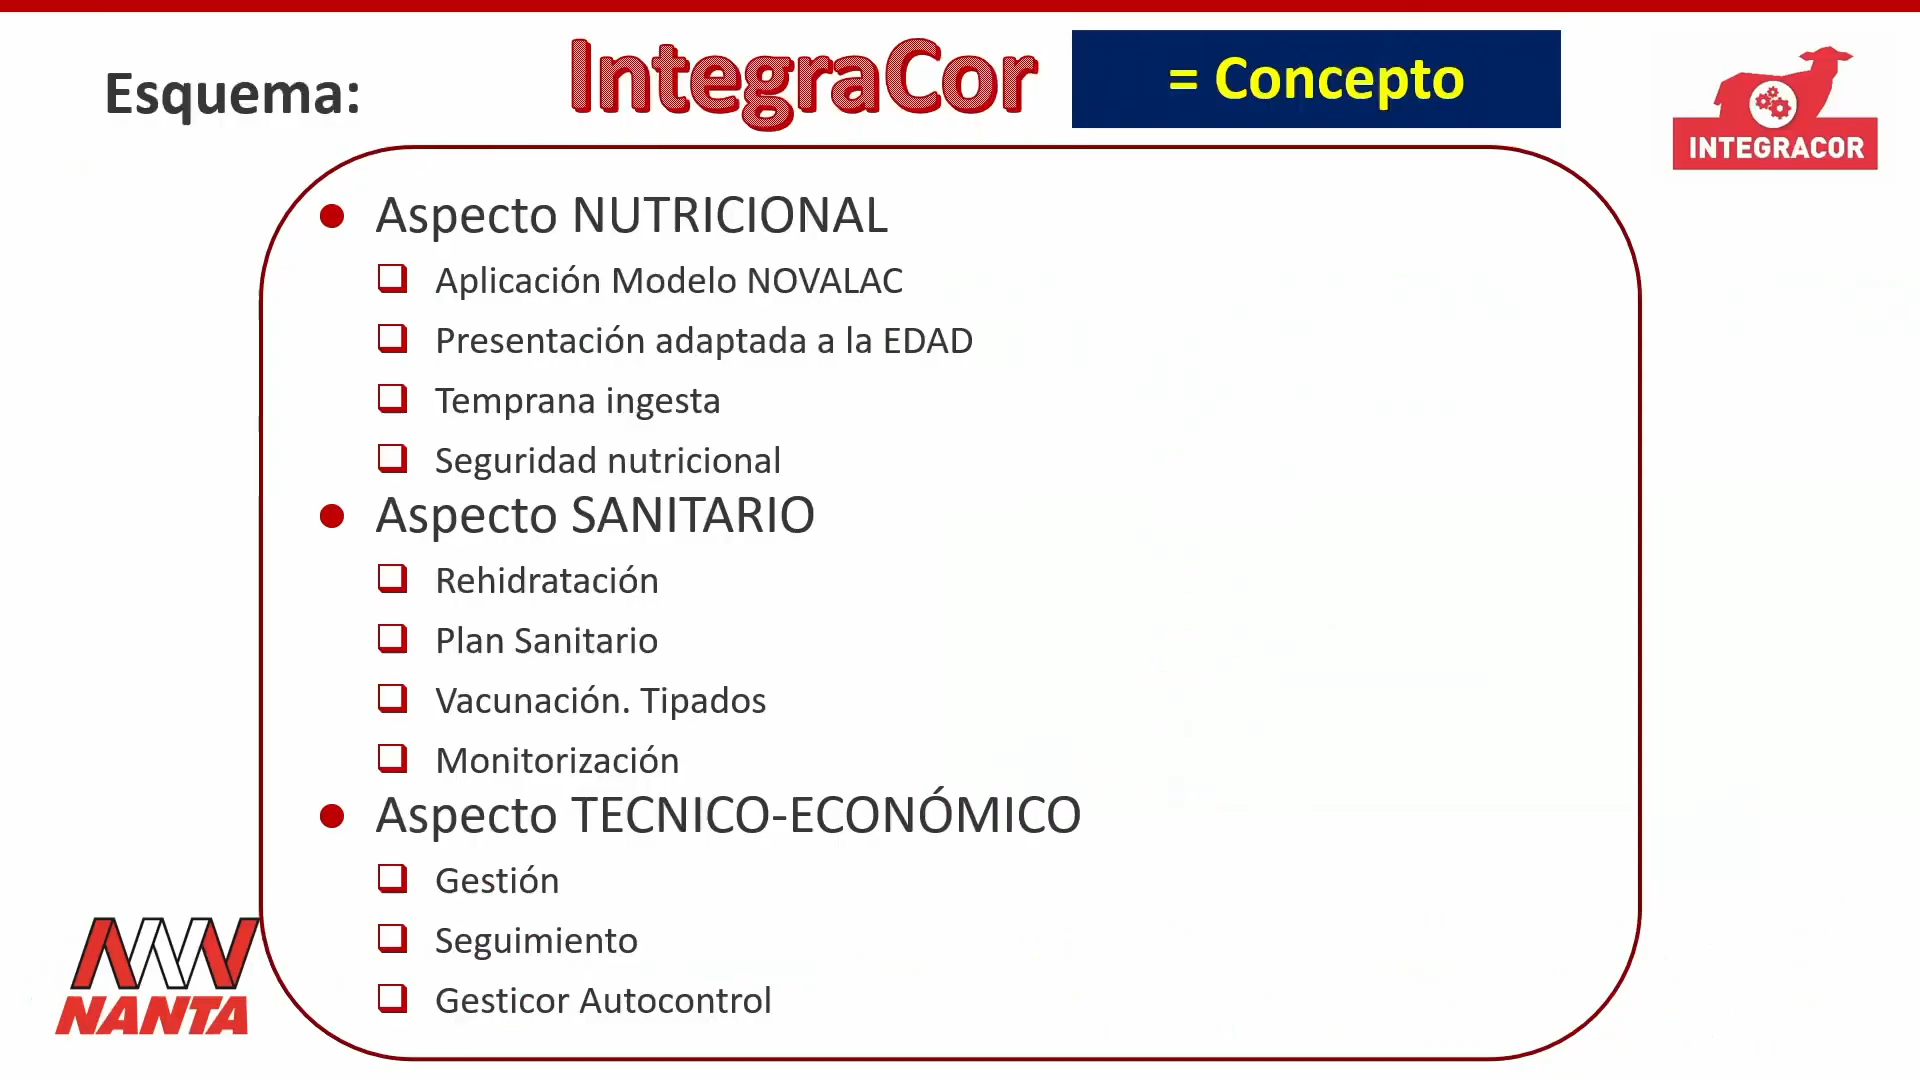 Esquema:
IntegraCor
= Concepto
INTEGRACOR
Aspecto NUTRICIONAL
Aplicación Modelo NOVALAC
Presentación adaptada a la EDAD
Temprana ingesta
Seguridad nutricional
Aspecto SANITARIO
Rehidratación
Plan Sanitario
Vacunación. Tipados
Monitorización
Aspecto TECNICO-ECONÓMICO
Gestión
Seguimiento
Gesticor Autocontrol
NANTA